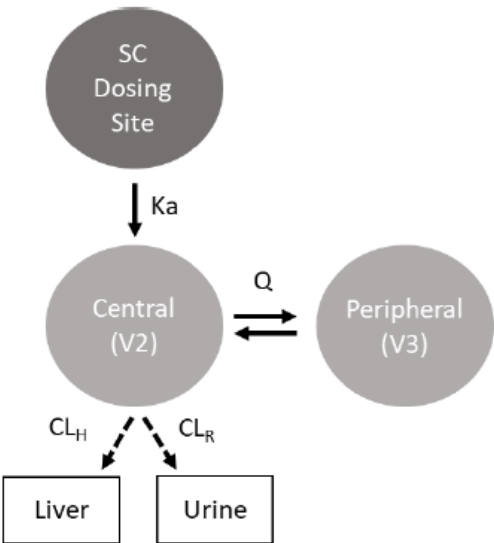 SC
Dosing
Site
Ka
Central
(V2)
Q
Peripheral
(V3)
CLH
CLR
Liver
Urine